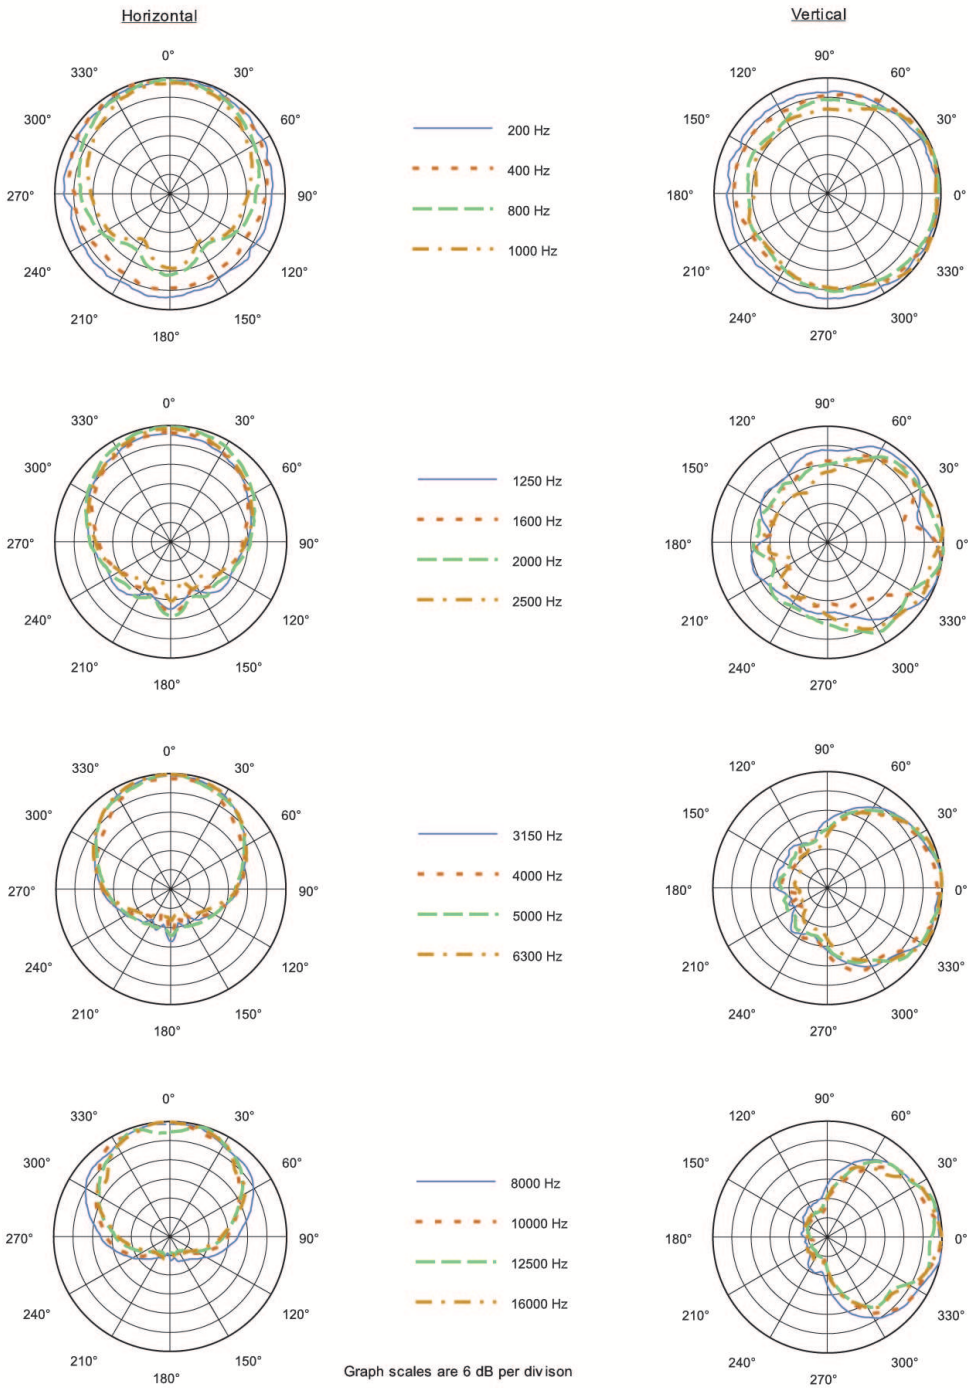 Horizontal
Vertical
0°
330° 30°
300° 60°
270° 90°
240° 120°
210° 150°
180°
200 Hz
400 Hz
800 Hz
1000 Hz
90°
120° 60°
150° 30°
180° 0°
210° 330°
240° 300°
270°
0°
330° 30°
300° 60°
270° 90°
240° 120°
210° 150°
180°
1250 Hz
1600 Hz
2000 Hz
2500 Hz
90°
120° 60°
150° 30°
180° 0°
210° 330°
240° 300°
270°
0°
330° 30°
300° 60°
270° 90°
240° 120°
210° 150°
180°
3150 Hz
4000 Hz
5000 Hz
6300 Hz
90°
120° 60°
150° 30°
180° 0°
210° 330°
240° 300°
270°
0°
330° 30°
300° 60°
270° 90°
240° 120°
210° 150°
180°
8000 Hz
10000 Hz
12500 Hz
16000 Hz
90°
120° 60°
150° 30°
180° 0°
210° 330°
240° 300°
270°
Graph scales are 6 dB per divison